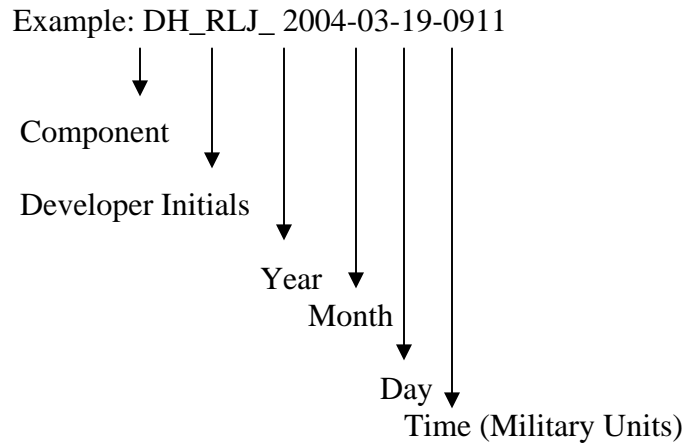 Example: DH_RLJ_ 2004-03-19-0911
Component
Developer Initials
Year
Month
Day
Time (Military Units)